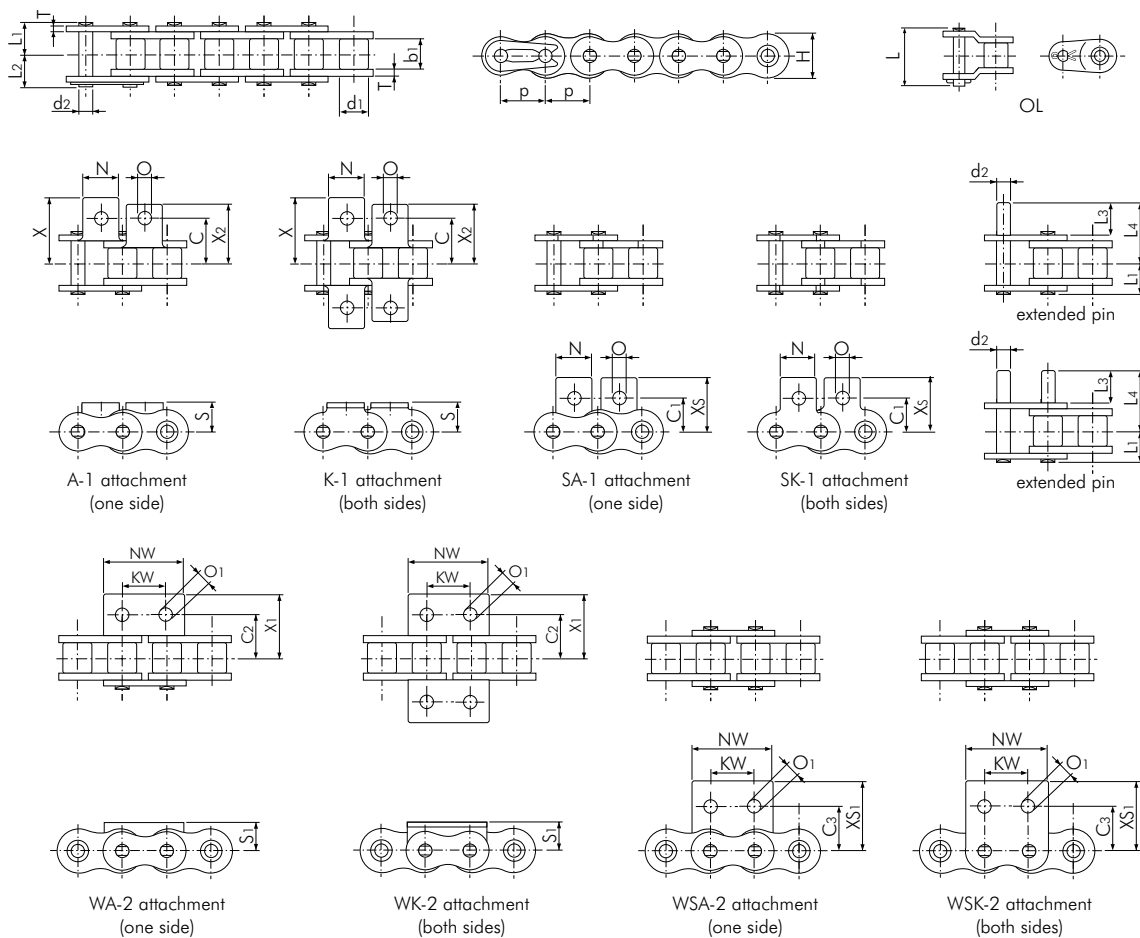 T
L1
L2
d2
b1
T
d1
p
p
H
L
OL
N
O
X
C
X2
N
O
X
C
X2
d2
L3
L4
L1
extended pin
S
A-1 attachment
(one side)
S
K-1 attachment
(both sides)
N
O
C1
XS
SA-1 attachment
(one side)
N
O
C1
XS
SK-1 attachment
(both sides)
d2
L3
L4
L1
extended pin
NW
KW
O1
C2
X1
NW
KW
O1
C2
X1
S1
WA-2 attachment
(one side)
S1
WK-2 attachment
(both sides)
NW
KW
O1
C3
XS1
WSA-2 attachment
(one side)
NW
KW
O1
C3
XS1
WSK-2 attachment
(both sides)